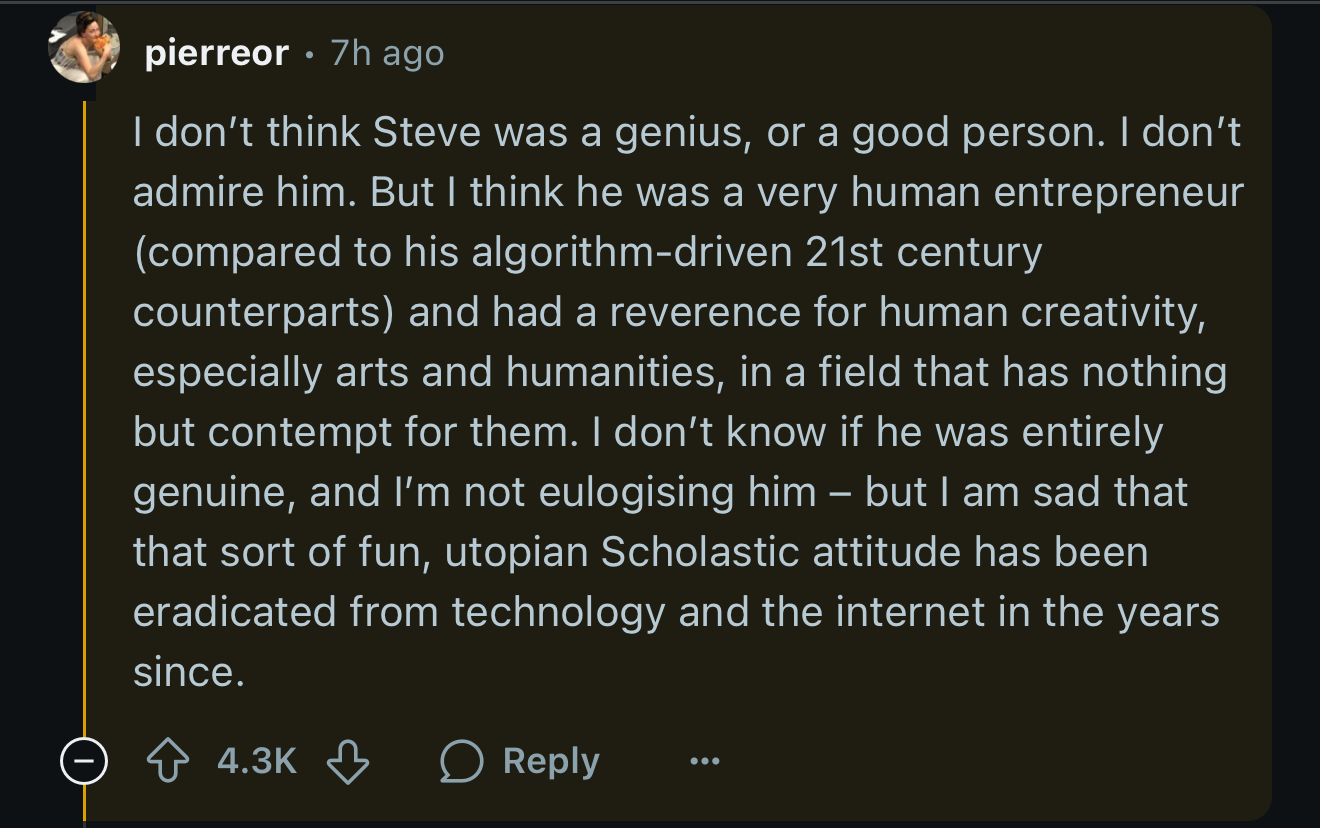 pierreor • 7h ago
I don’t think Steve was a genius, or a good person. I don’t
admire him. But I think he was a very human entrepreneur
(compared to his algorithm-driven 21st century
counterparts) and had a reverence for human creativity,
especially arts and humanities, in a field that has nothing
but contempt for them. I don’t know if he was entirely
genuine, and I’m not eulogising him – but I am sad that
that sort of fun, utopian Scholastic attitude has been
eradicated from technology and the internet in the years
since.
4.3K Reply